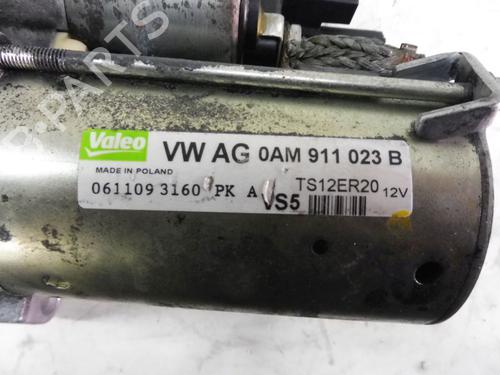 Valeo VW AG 0AM 911 023 B
MADE IN POLAND
061109 3160 PK A VS5 TS12ER20 12V